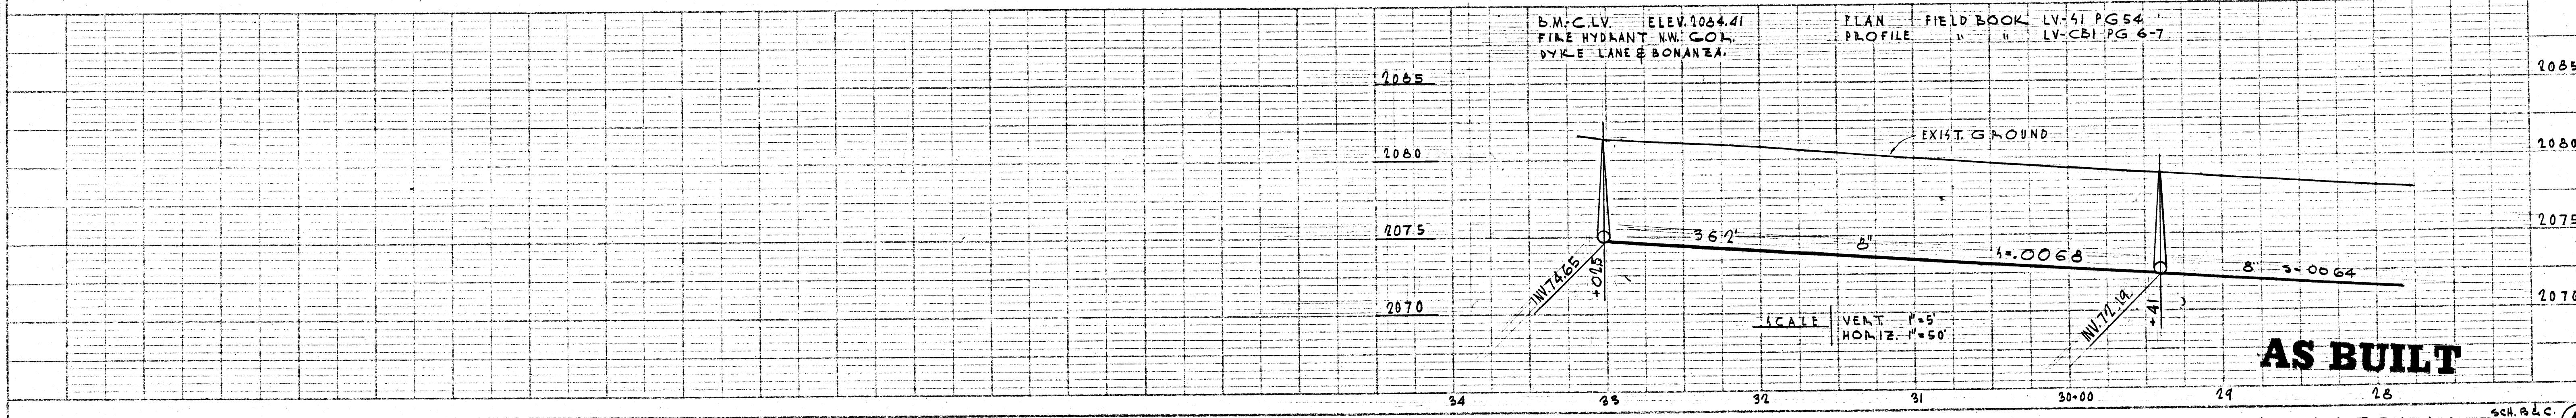 B.M.-C.LV. ELEV. 2084.41
FIRE HYDRANT N.W. COR.
DYKE LANE & BONANZA.
PLAN FIELD BOOK LV.-51 PG 54
PROFILE " " LV-CB1 PG 6-7
2085
2085
EXIST. GROUND
2080
2080
2075
2075
362'
8"
S=.0068
8" S=.0064
INV. 74.65
+02.5
INV. 72.19
+41
2070
2070
SCALE
VERT. 1"=5'
HORIZ. 1"=50'
AS BUILT
34 33 32 31 30+00 29 28
SCH. B & C.